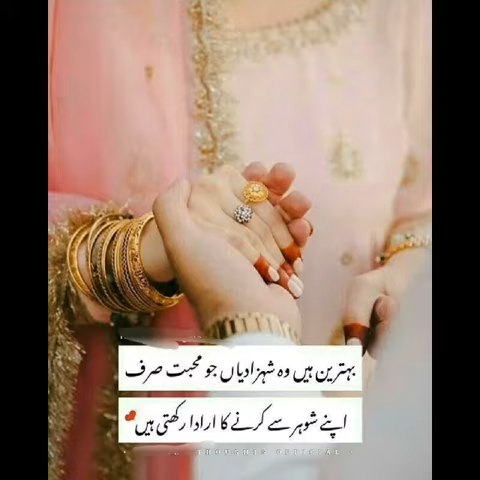 بہترین ہیں وہ شہزادیاں جو محبت صرف
اپنے شوہر سے کرنے کا ارادا رکھتی ہیں